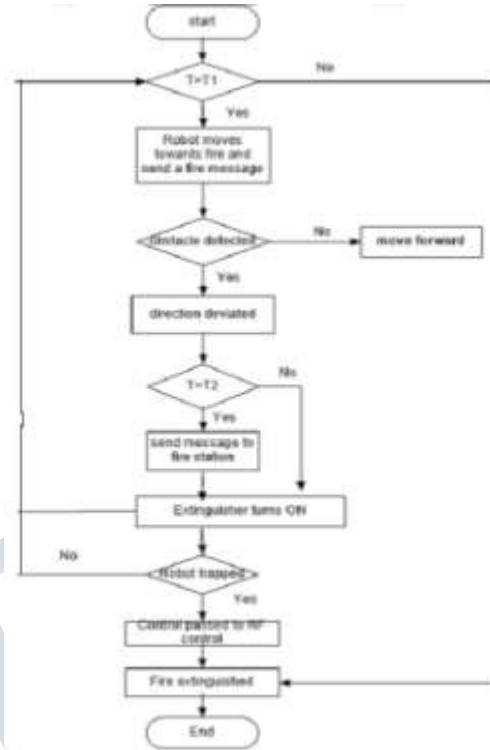 start
T>T1
No
Yes
Robot moves
towards fire and
send a fire message
Obstacle detected
No
move forward
Yes
direction deviated
T>T2
No
Yes
send message to
fire station
Extinguisher turns ON
Robot trapped
No
Yes
Control passed to RF
control
Fire extinguished
End